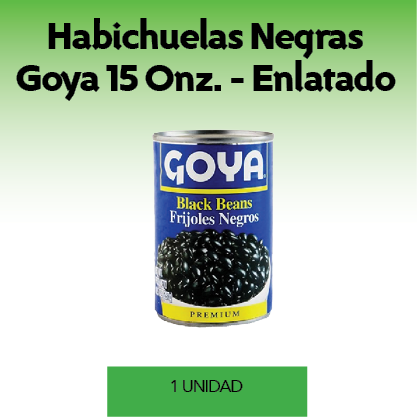 Habichuelas Negras
Goya 15 Onz. - Enlatado
GOYA
Black Beans
Frijoles Negros
PREMIUM
1 UNIDAD